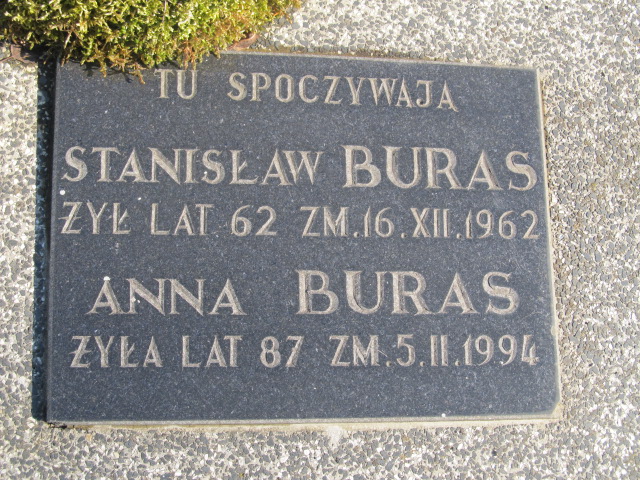 TU SPOCZYWAJĄ
STANISŁAW BURAS
ŻYŁ LAT 62 ZM.16.XII.1962
ANNA BURAS
ŻYŁA LAT 87 ZM.5.II.1994